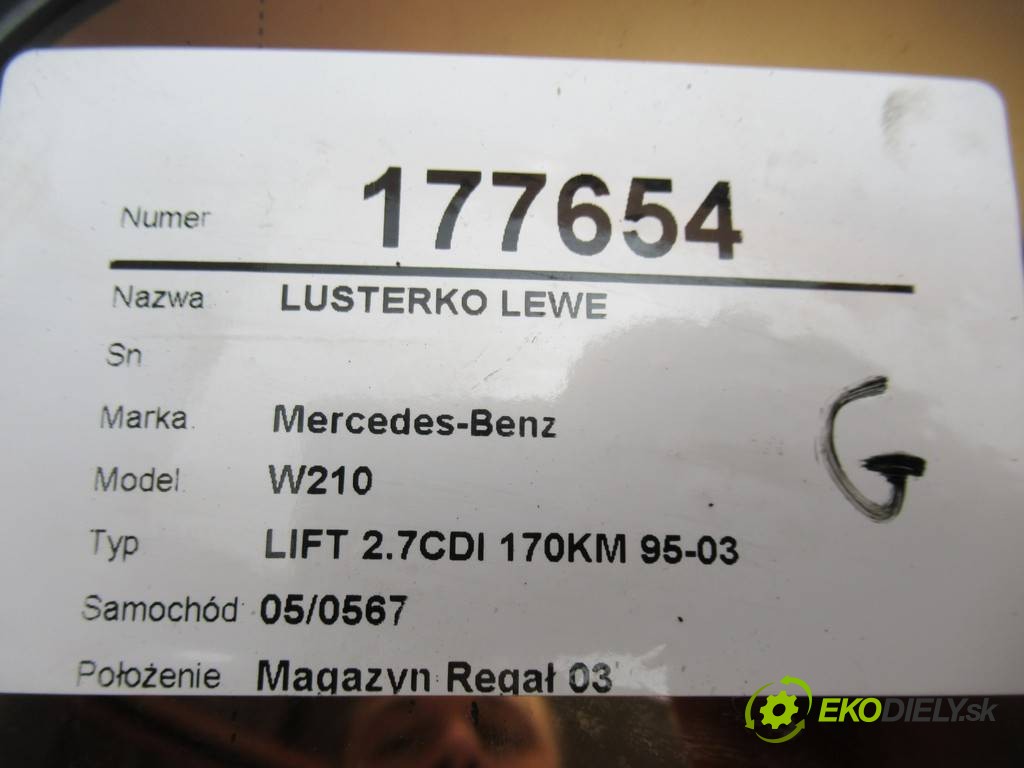 Numer 177654
Nazwa LUSTERKO LEWE
Sn
Marka Mercedes-Benz
Model W210
Typ LIFT 2.7CDI 170KM 95-03
Samochód 05/0567
Położenie Magazyn Regał 03
G
EKODIELY.sk